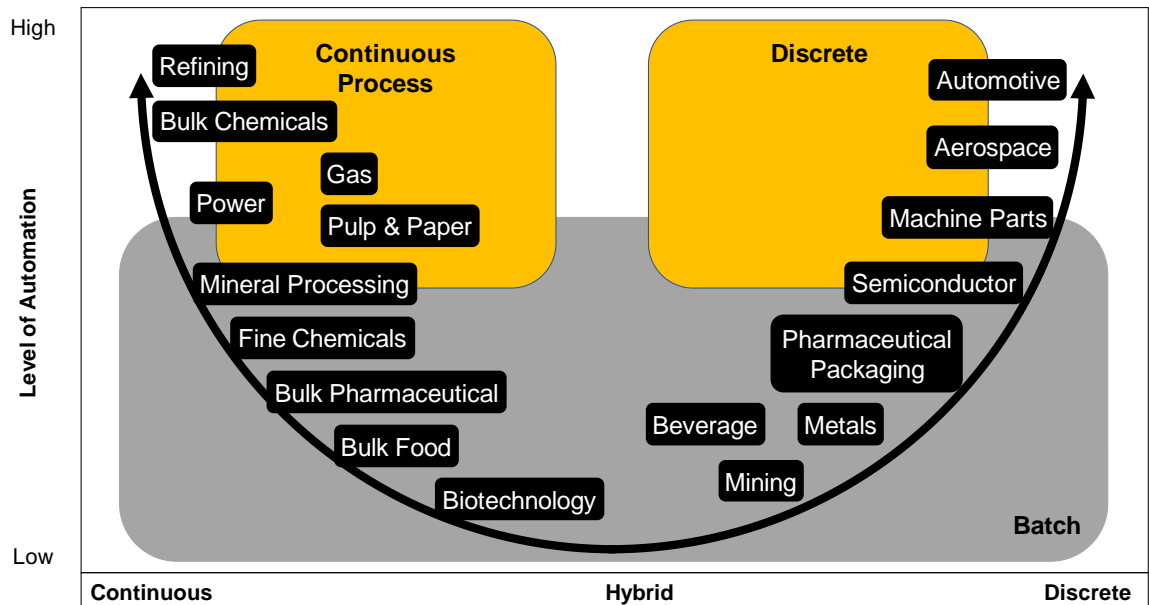 High
Continuous
Process
Discrete
Refining
Automotive
Bulk Chemicals
Aerospace
Gas
Power
Pulp & Paper
Machine Parts
Level of Automation
Mineral Processing
Semiconductor
Fine Chemicals
Pharmaceutical
Packaging
Bulk Pharmaceutical
Beverage
Metals
Bulk Food
Mining
Biotechnology
Batch
Low
Continuous
Hybrid
Discrete